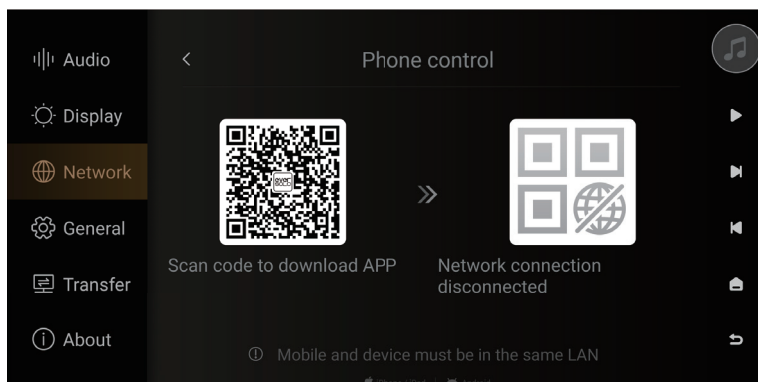 Audio
Display
Network
General
Transfer
About
Phone control
Scan code to download APP
Network connection
disconnected
Mobile and device must be in the same LAN